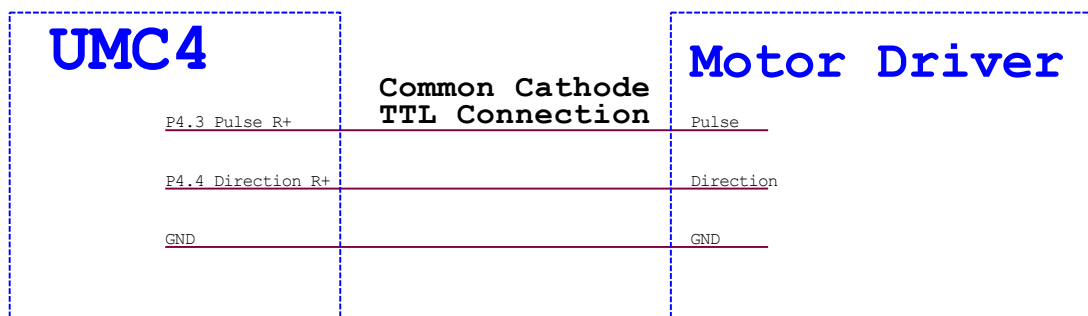 UMC4
Motor Driver
Common Cathode
TTL Connection
P4.3 Pulse R+
Pulse
P4.4 Direction R+
Direction
GND
GND